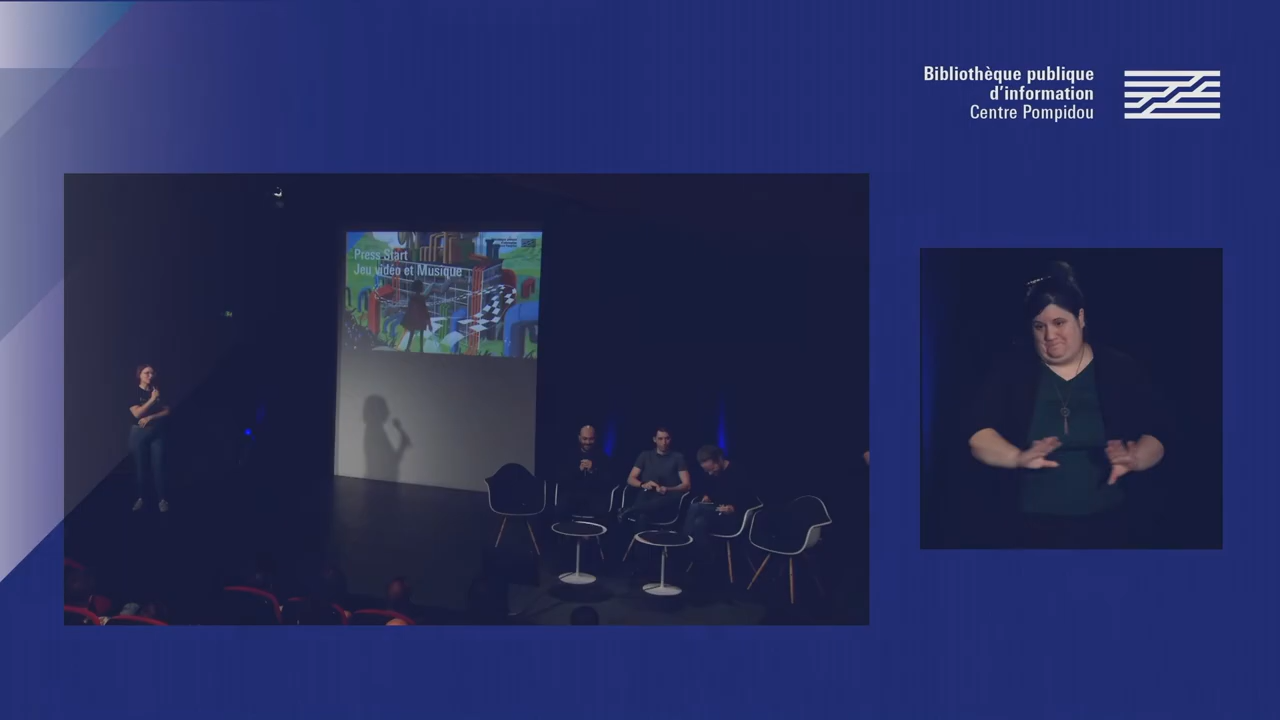 Bibliothèque publique
d'information
Centre Pompidou
Press Start
Jeu vidéo et Musique